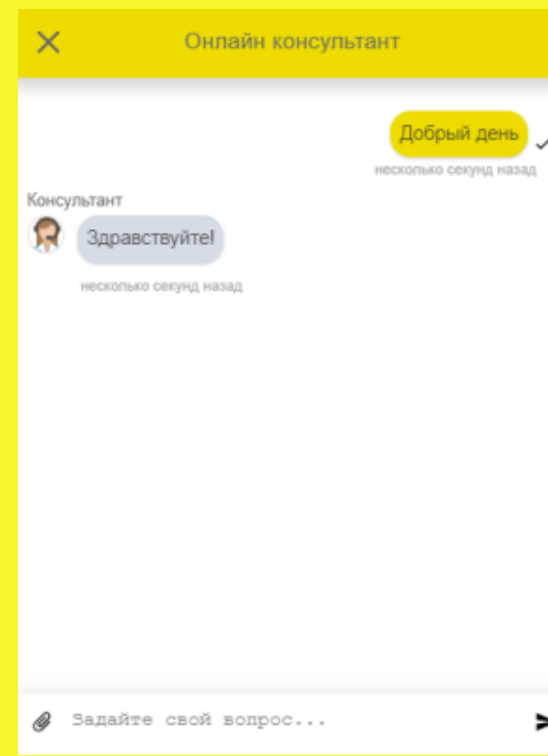 Онлайн консультант
Добрый день
несколько секунд назад
Консультант
Здравствуйте!
несколько секунд назад
Задайте свой вопрос...